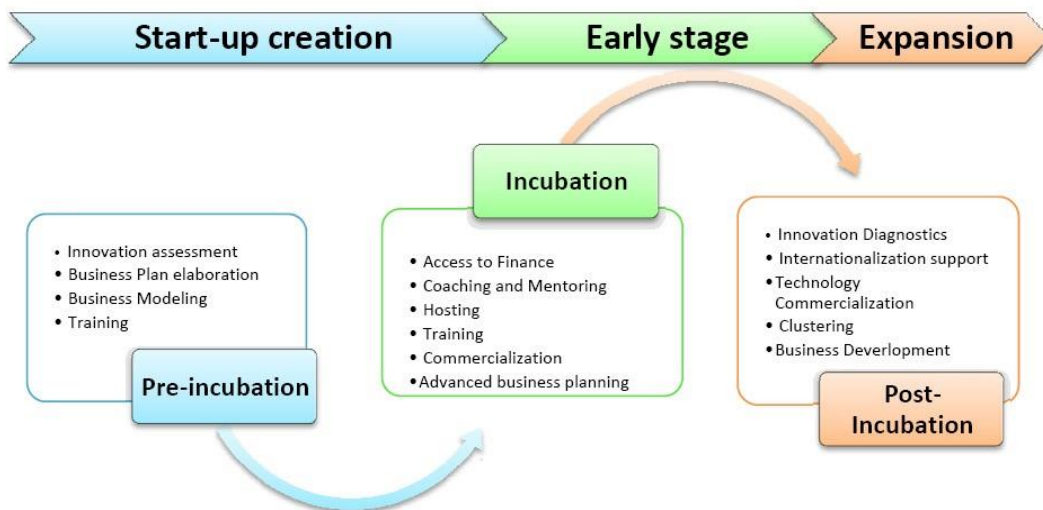 Start-up creation
Early stage
Expansion
• Innovation assessment
• Business Plan elaboration
• Business Modeling
• Training
Pre-incubation
Incubation
• Access to Finance
• Coaching and Mentoring
• Hosting
• Training
• Commercialization
•Advanced business planning
• Innovation Diagnostics
• Internationalization support
•Technology
Commercialization
• Clustering
•Business Deverlopment
Post-
Incubation